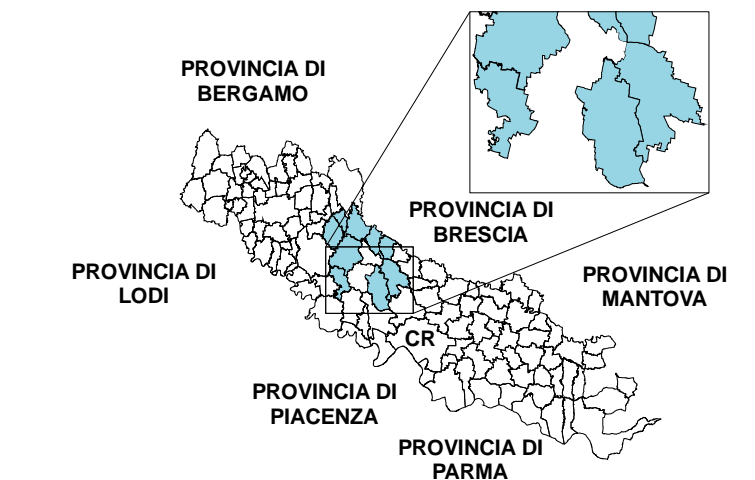 PROVINCIA DI
BERGAMO
PROVINCIA DI
BRESCIA
PROVINCIA DI
LODI
PROVINCIA DI
MANTOVA
CR
PROVINCIA DI
PIACENZA
PROVINCIA DI
PARMA